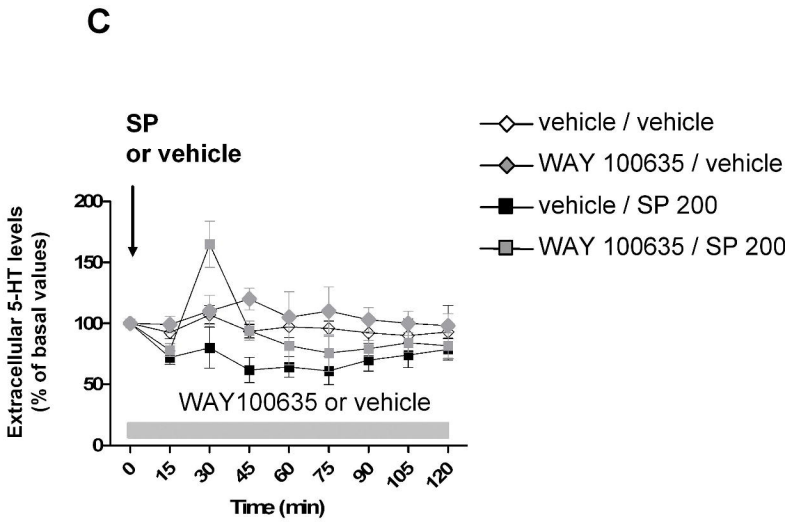 C
SP
or vehicle
vehicle / vehicle
WAY 100635 / vehicle
vehicle / SP 200
WAY 100635 / SP 200
Extracellular 5-HT levels
(% of basal values)
200
150
100
50
0
WAY100635 or vehicle
0 15 30 45 60 75 90 105 120
Time (min)